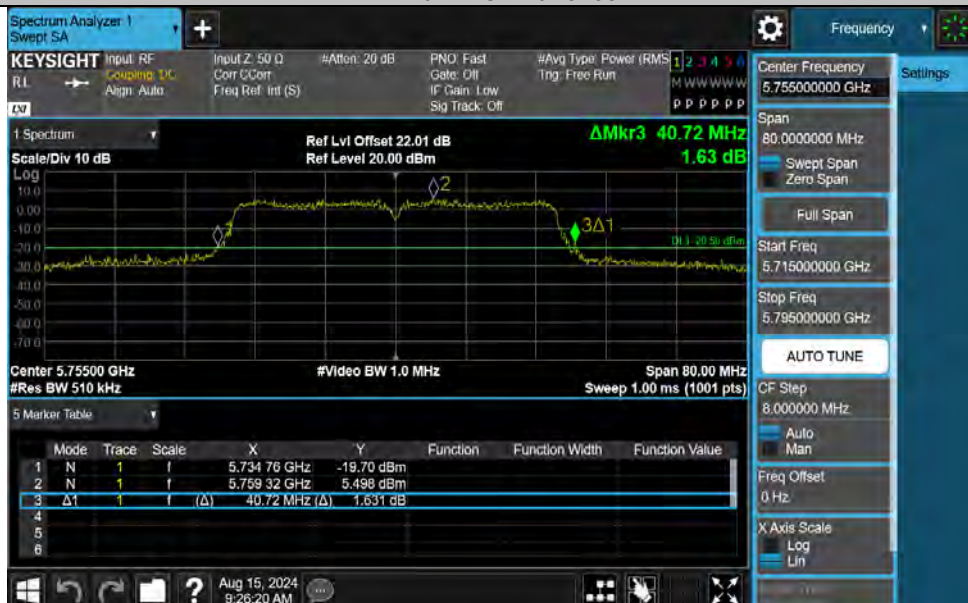 Spectrum Analyzer 1
Swept SA
+
Frequency
KEYSIGHT
RL
LXI
Input: RF
Coupling: DC
Align: Auto
Input Z: 50 Ω
Corr CCorr
Freq Ref: Int (S)
#Atten: 20 dB
PNO: Fast
Gate: Off
IF Gain: Low
Sig Track: Off
#Avg Type: Power (RMS
Trig: Free Run
1 2 3 4 5 6
M W W W W W
P P P P P P
Center Frequency
5.755000000 GHz
Settings
Span
80.0000000 MHz
Swept Span
Zero Span
Full Span
Start Freq
5.715000000 GHz
Stop Freq
5.795000000 GHz
AUTO TUNE
CF Step
8.000000 MHz
Auto
Man
Freq Offset
0 Hz
X Axis Scale
Log
Lin
1 Spectrum
Scale/Div 10 dB
Ref Lvl Offset 22.01 dB
Ref Level 20.00 dBm
ΔMkr3 40.72 MHz
1.63 dB
Log
10.0
0.00
-10.0
-20.0
-30.0
-40.0
-50.0
-60.0
-70.0
2
3Δ1
DL1 -20.50 dBm
Center 5.75500 GHz
#Video BW 1.0 MHz
Span 80.00 MHz
#Res BW 510 kHz
Sweep 1.00 ms (1001 pts)
5 Marker Table
Mode Trace Scale X Y Function Function Width Function Value
1 N 1 f 5.734 76 GHz -19.70 dBm
2 N 1 f 5.759 32 GHz 5.498 dBm
3 Δ1 1 f (Δ) 40.72 MHz (Δ) 1.631 dB
4
5
6
?
Aug 15, 2024
9:26:20 AM